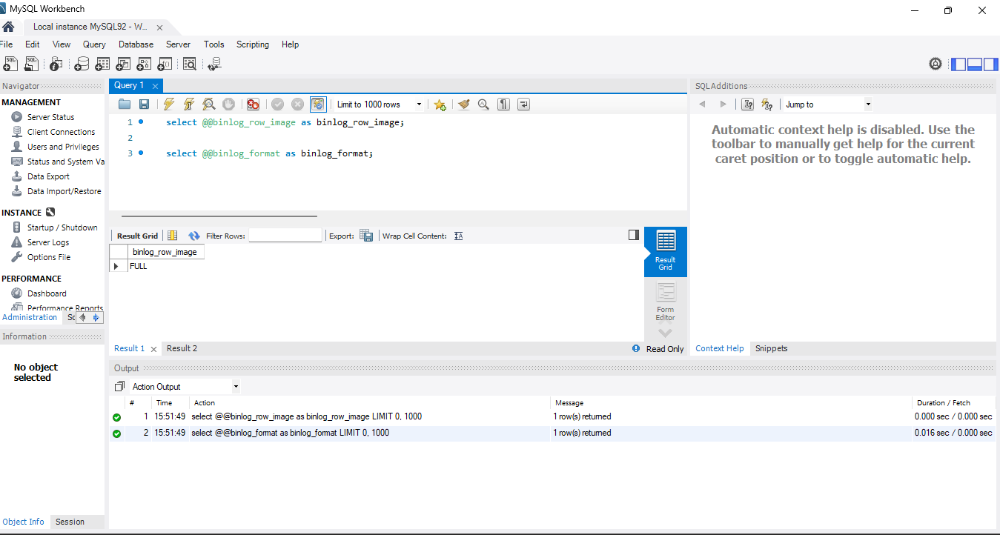 MySQL Workbench
Local instance MySQL92 - W...
File Edit View Query Database Server Tools Scripting Help
Navigator
MANAGEMENT
Server Status
Client Connections
Users and Privileges
Status and System Va
Data Export
Data Import/Restore
INSTANCE
Startup / Shutdown
Server Logs
Options File
PERFORMANCE
Dashboard
Performance Reports
Administration Sc
Information
No object
selected
Object Info Session
Query 1
Limit to 1000 rows
1 select @@binlog_row_image as binlog_row_image;
2
3 select @@binlog_format as binlog_format;
Result Grid Filter Rows: Export: Wrap Cell Content:
binlog_row_image
FULL
Result
Grid
Form
Editor
Result 1 Result 2 Read Only
SQLAdditions
Jump to
Automatic context help is disabled. Use the
toolbar to manually get help for the current
caret position or to toggle automatic help.
Context Help Snippets
Output
Action Output
# Time Action Message Duration / Fetch
1 15:51:49 select @@binlog_row_image as binlog_row_image LIMIT 0, 1000 1 row(s) returned 0.000 sec / 0.000 sec
2 15:51:49 select @@binlog_format as binlog_format LIMIT 0, 1000 1 row(s) returned 0.016 sec / 0.000 sec